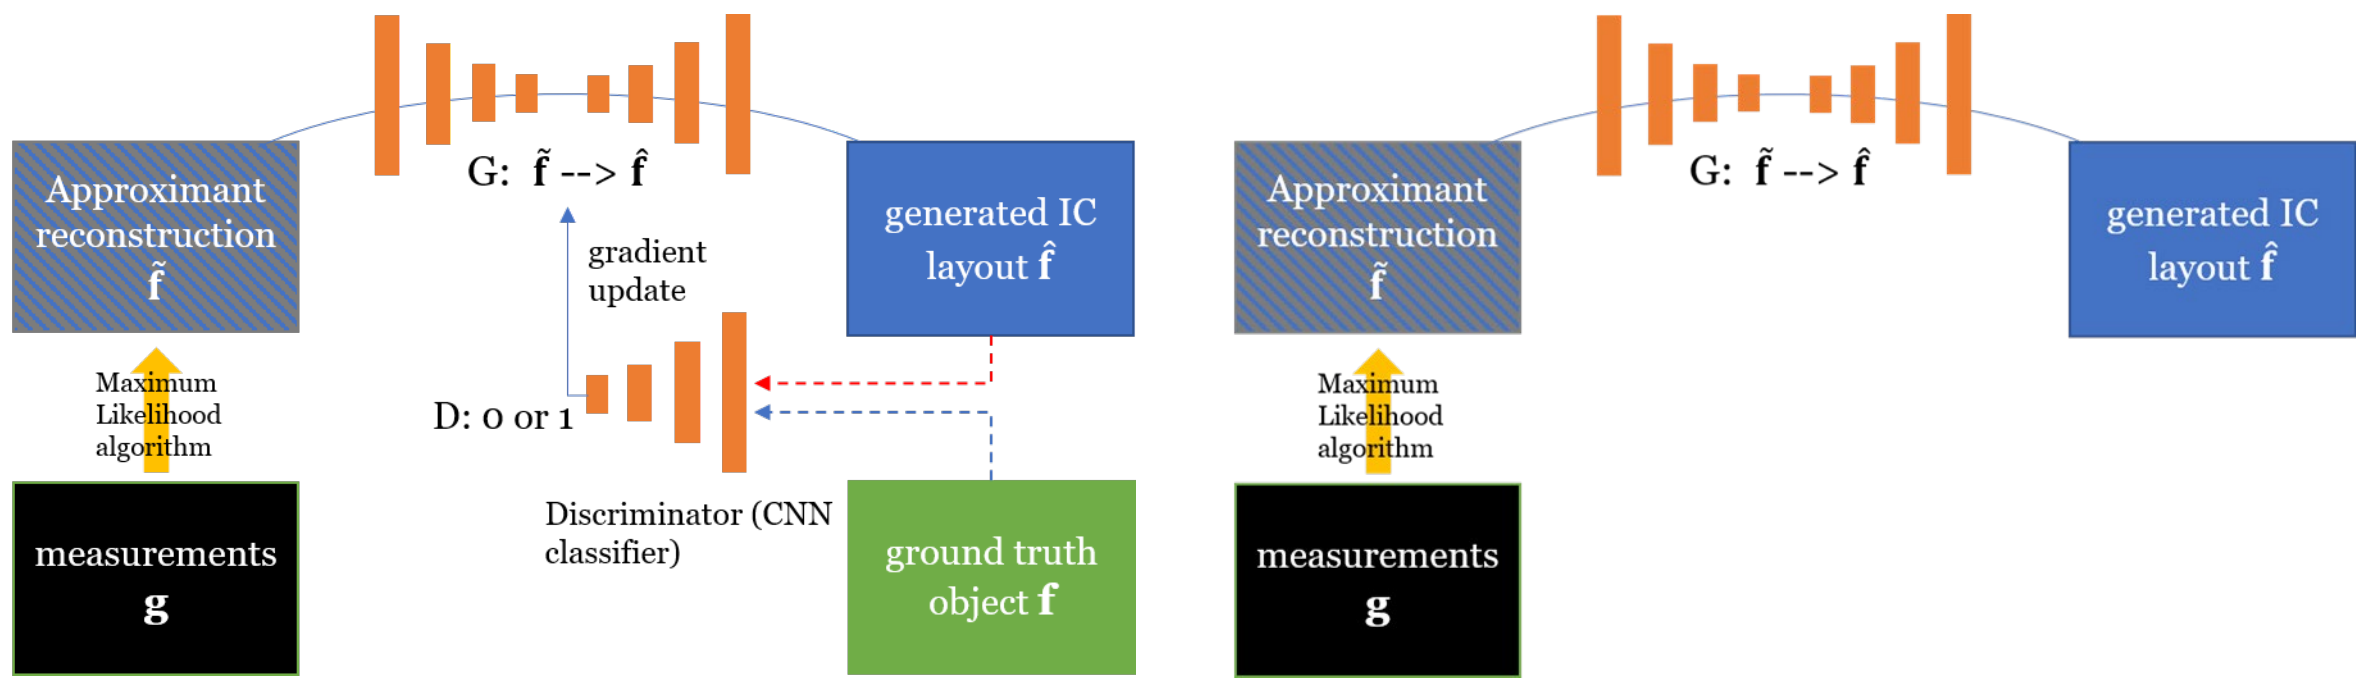 G: f̃ --> f̂
Approximant
reconstruction
f̃
generated IC
layout f̂
gradient
update
Maximum
Likelihood
algorithm
D: 0 or 1
Discriminator (CNN
classifier)
measurements
g
ground truth
object f
G: f̃ --> f̂
Approximant
reconstruction
f̃
generated IC
layout f̂
Maximum
Likelihood
algorithm
measurements
g